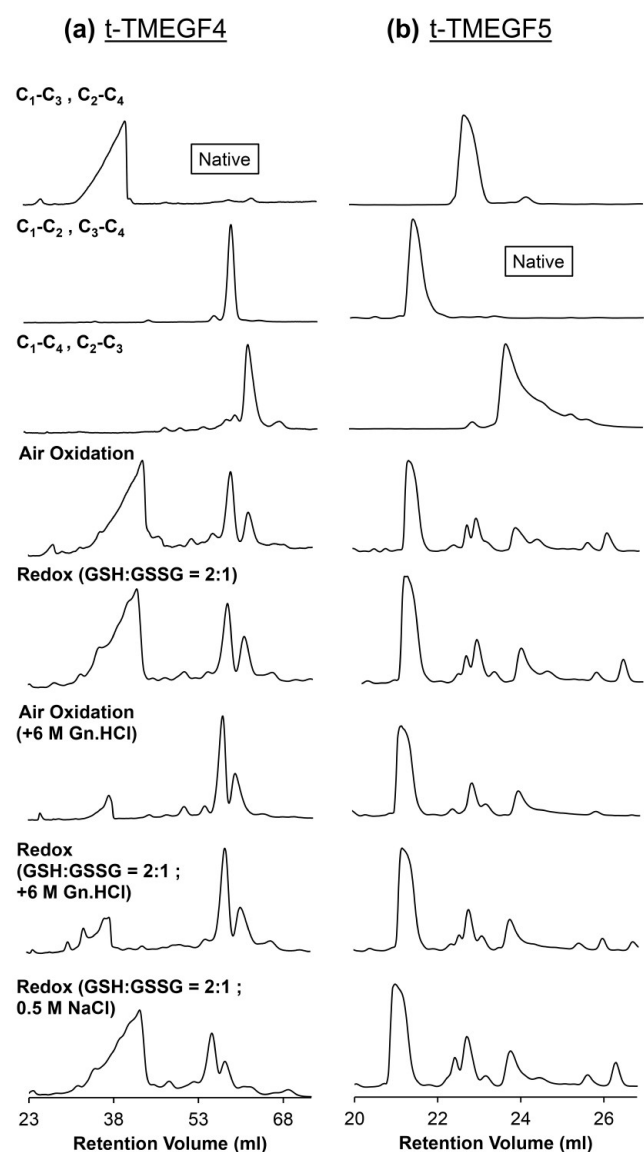 (a) t-TMEGF4
(b) t-TMEGF5
C₁-C₃ , C₂-C₄
Native
C₁-C₂ , C₃-C₄
Native
C₁-C₄ , C₂-C₃
Air Oxidation
Redox (GSH:GSSG = 2:1)
Air Oxidation
(+6 M Gn.HCl)
Redox
(GSH:GSSG = 2:1 ;
+6 M Gn.HCl)
Redox (GSH:GSSG = 2:1 ;
0.5 M NaCl)
23 38 53 68
20 22 24 26
Retention Volume (ml)
Retention Volume (ml)